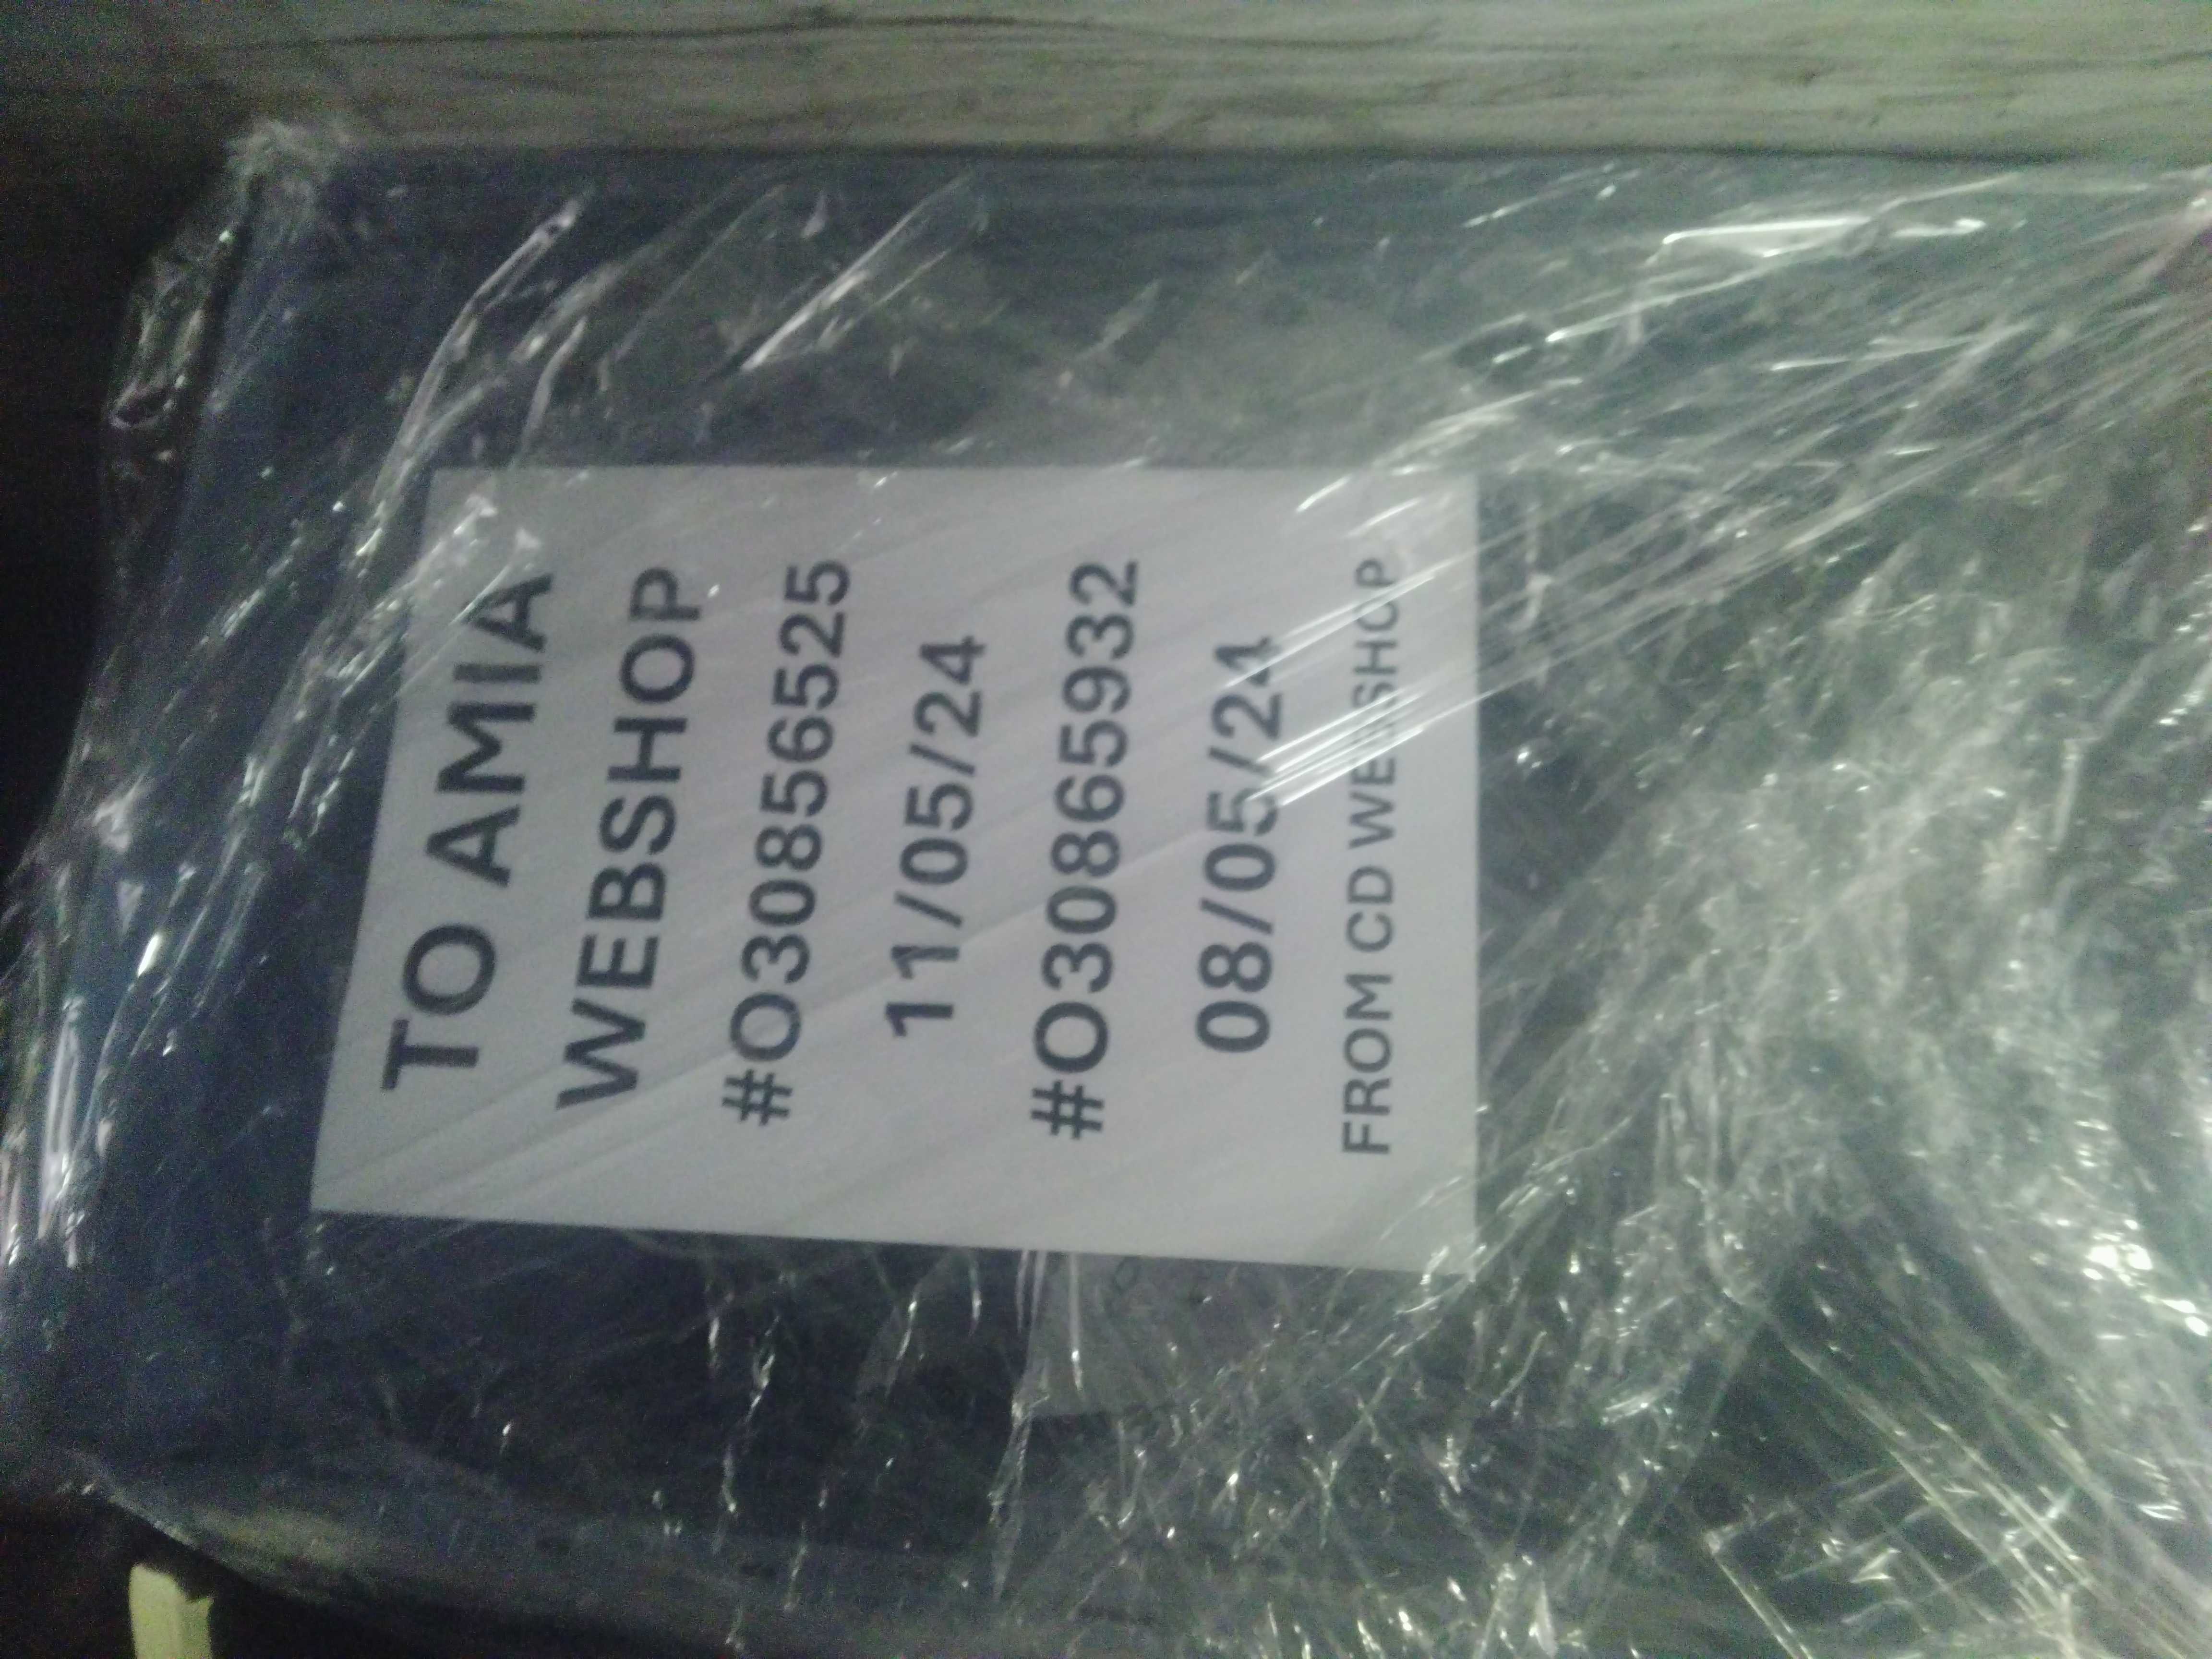 TO AMIA
WEBSHOP
#O30856525
11/05/24
#O30865932
08/05/24
FROM CD WEBSHOP